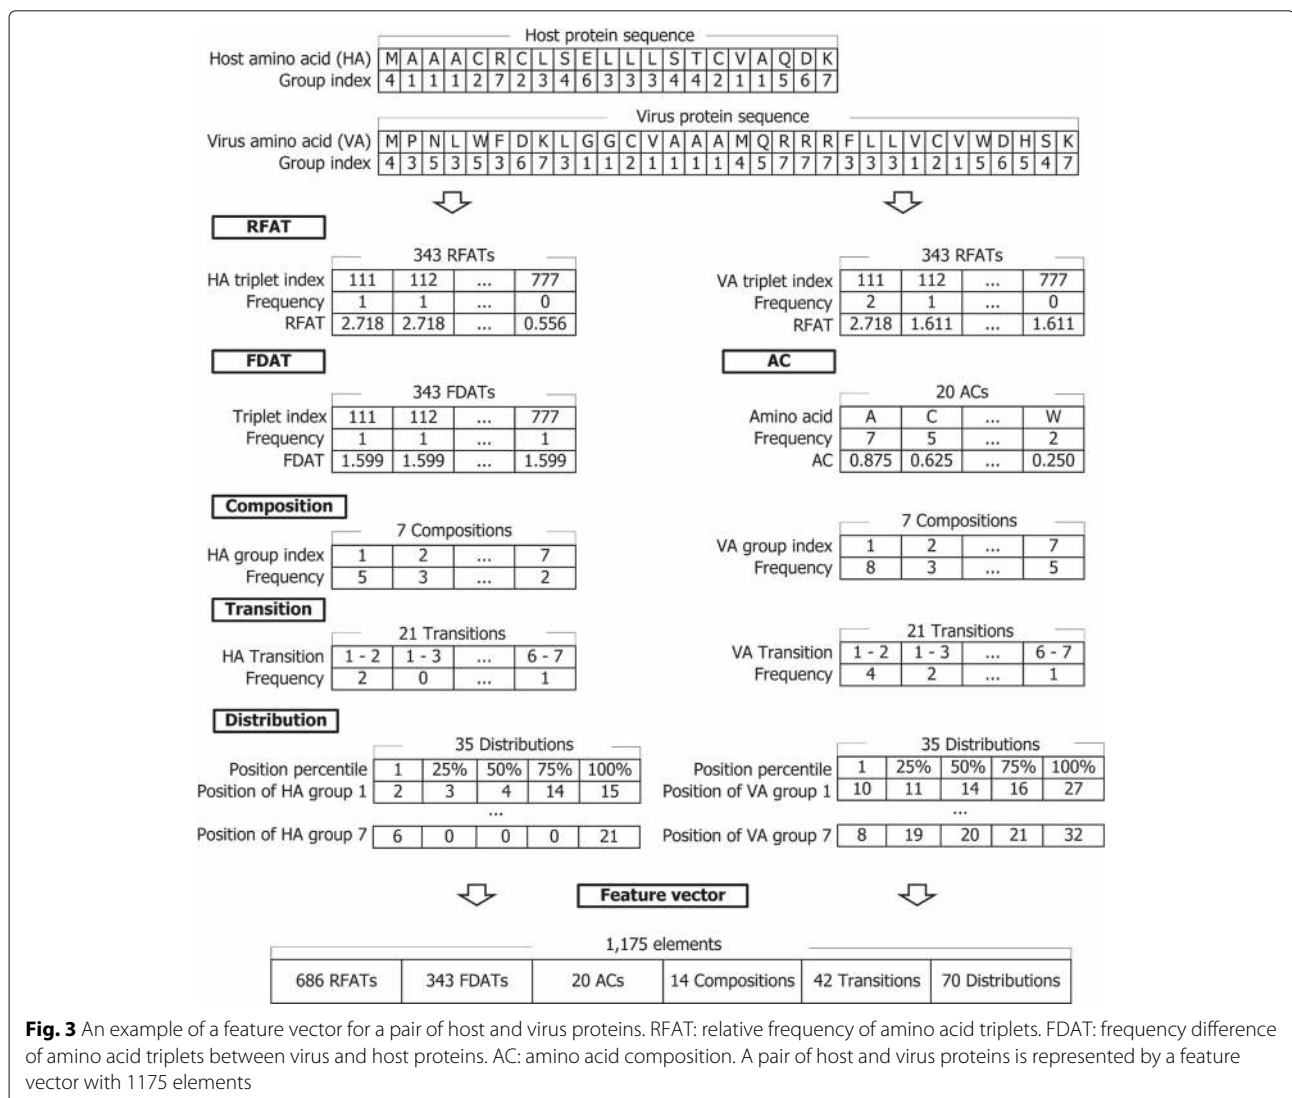 Host protein sequence
Host amino acid (HA) M A A A C R C L S E L L L S T C V A Q D K
Group index 4 1 1 1 2 7 2 3 4 6 3 3 3 4 4 2 1 1 5 6 7
Virus protein sequence
Virus amino acid (VA) M P N L W F D K L G G C V A A A M Q R R R F L L V C V W D H S K
Group index 4 3 5 3 5 3 6 7 3 1 1 2 1 1 1 1 4 5 7 7 7 3 3 3 1 2 1 5 6 5 4 7
RFAT
343 RFATs
HA triplet index 111 112 ... 777
Frequency 1 1 ... 0
RFAT 2.718 2.718 ... 0.556
343 RFATs
VA triplet index 111 112 ... 777
Frequency 2 1 ... 0
RFAT 2.718 1.611 ... 1.611
FDAT
343 FDATs
Triplet index 111 112 ... 777
Frequency 1 1 ... 1
FDAT 1.599 1.599 ... 1.599
AC
20 ACs
Amino acid A C ... W
Frequency 7 5 ... 2
AC 0.875 0.625 ... 0.250
Composition
7 Compositions
HA group index 1 2 ... 7
Frequency 5 3 ... 2
7 Compositions
VA group index 1 2 ... 7
Frequency 8 3 ... 5
Transition
21 Transitions
HA Transition 1 - 2 1 - 3 ... 6 - 7
Frequency 2 0 ... 1
21 Transitions
VA Transition 1 - 2 1 - 3 ... 6 - 7
Frequency 4 2 ... 1
Distribution
35 Distributions
Position percentile 1 25% 50% 75% 100%
Position of HA group 1 2 3 4 14 15
...
Position of HA group 7 6 0 0 0 21
35 Distributions
Position percentile 1 25% 50% 75% 100%
Position of VA group 1 10 11 14 16 27
...
Position of VA group 7 8 19 20 21 32
Feature vector
1,175 elements
686 RFATs 343 FDATs 20 ACs 14 Compositions 42 Transitions 70 Distributions
Fig. 3 An example of a feature vector for a pair of host and virus proteins. RFAT: relative frequency of amino acid triplets. FDAT: frequency difference
of amino acid triplets between virus and host proteins. AC: amino acid composition. A pair of host and virus proteins is represented by a feature
vector with 1175 elements